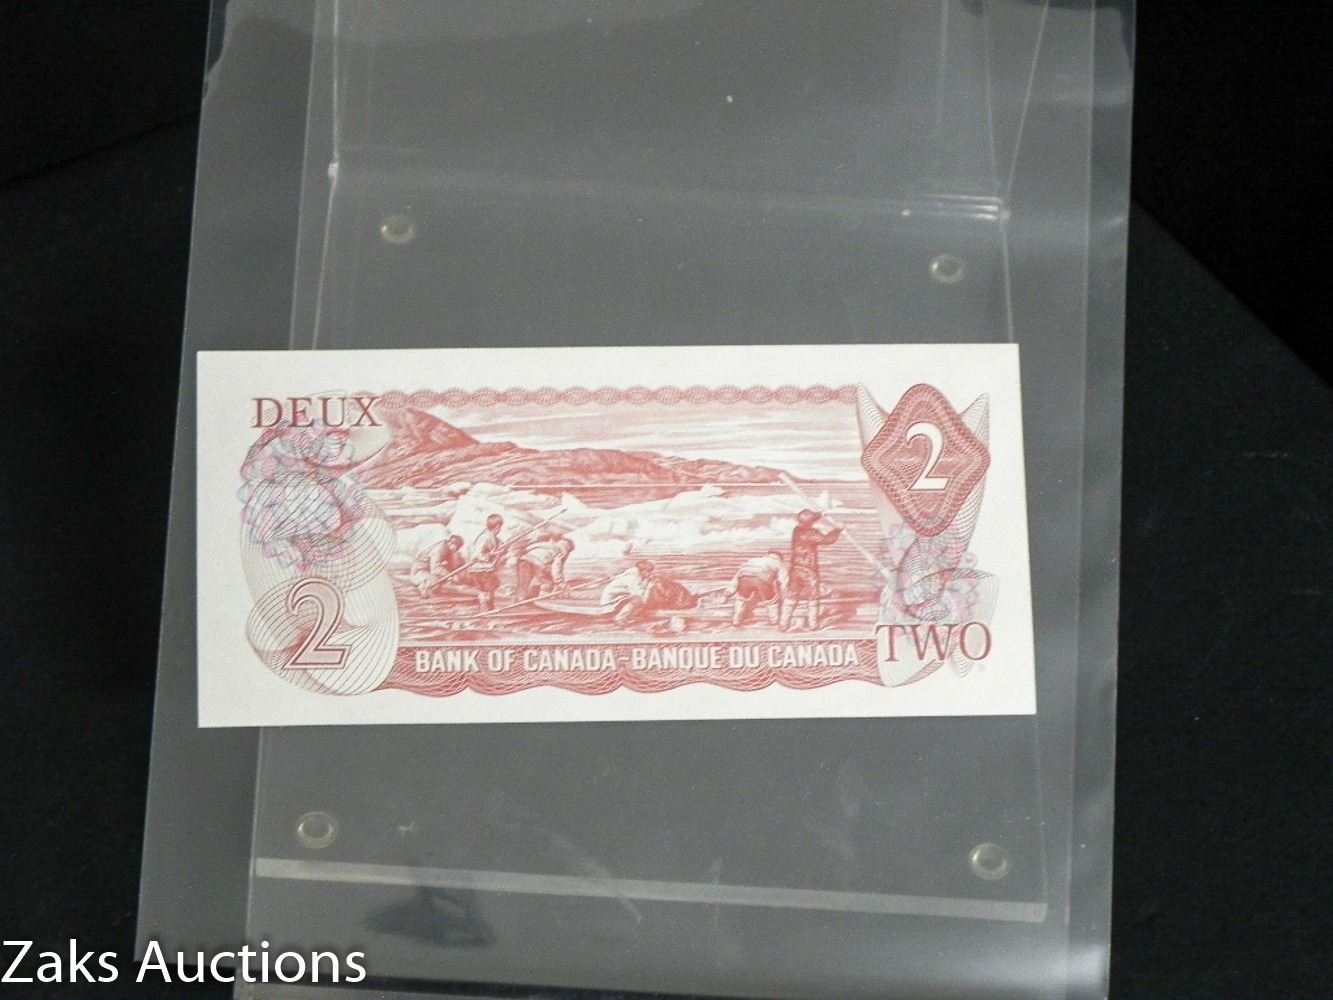 DEUX
2
2
BANK OF CANADA-BANQUE DU CANADA
TWO
Zaks Auctions